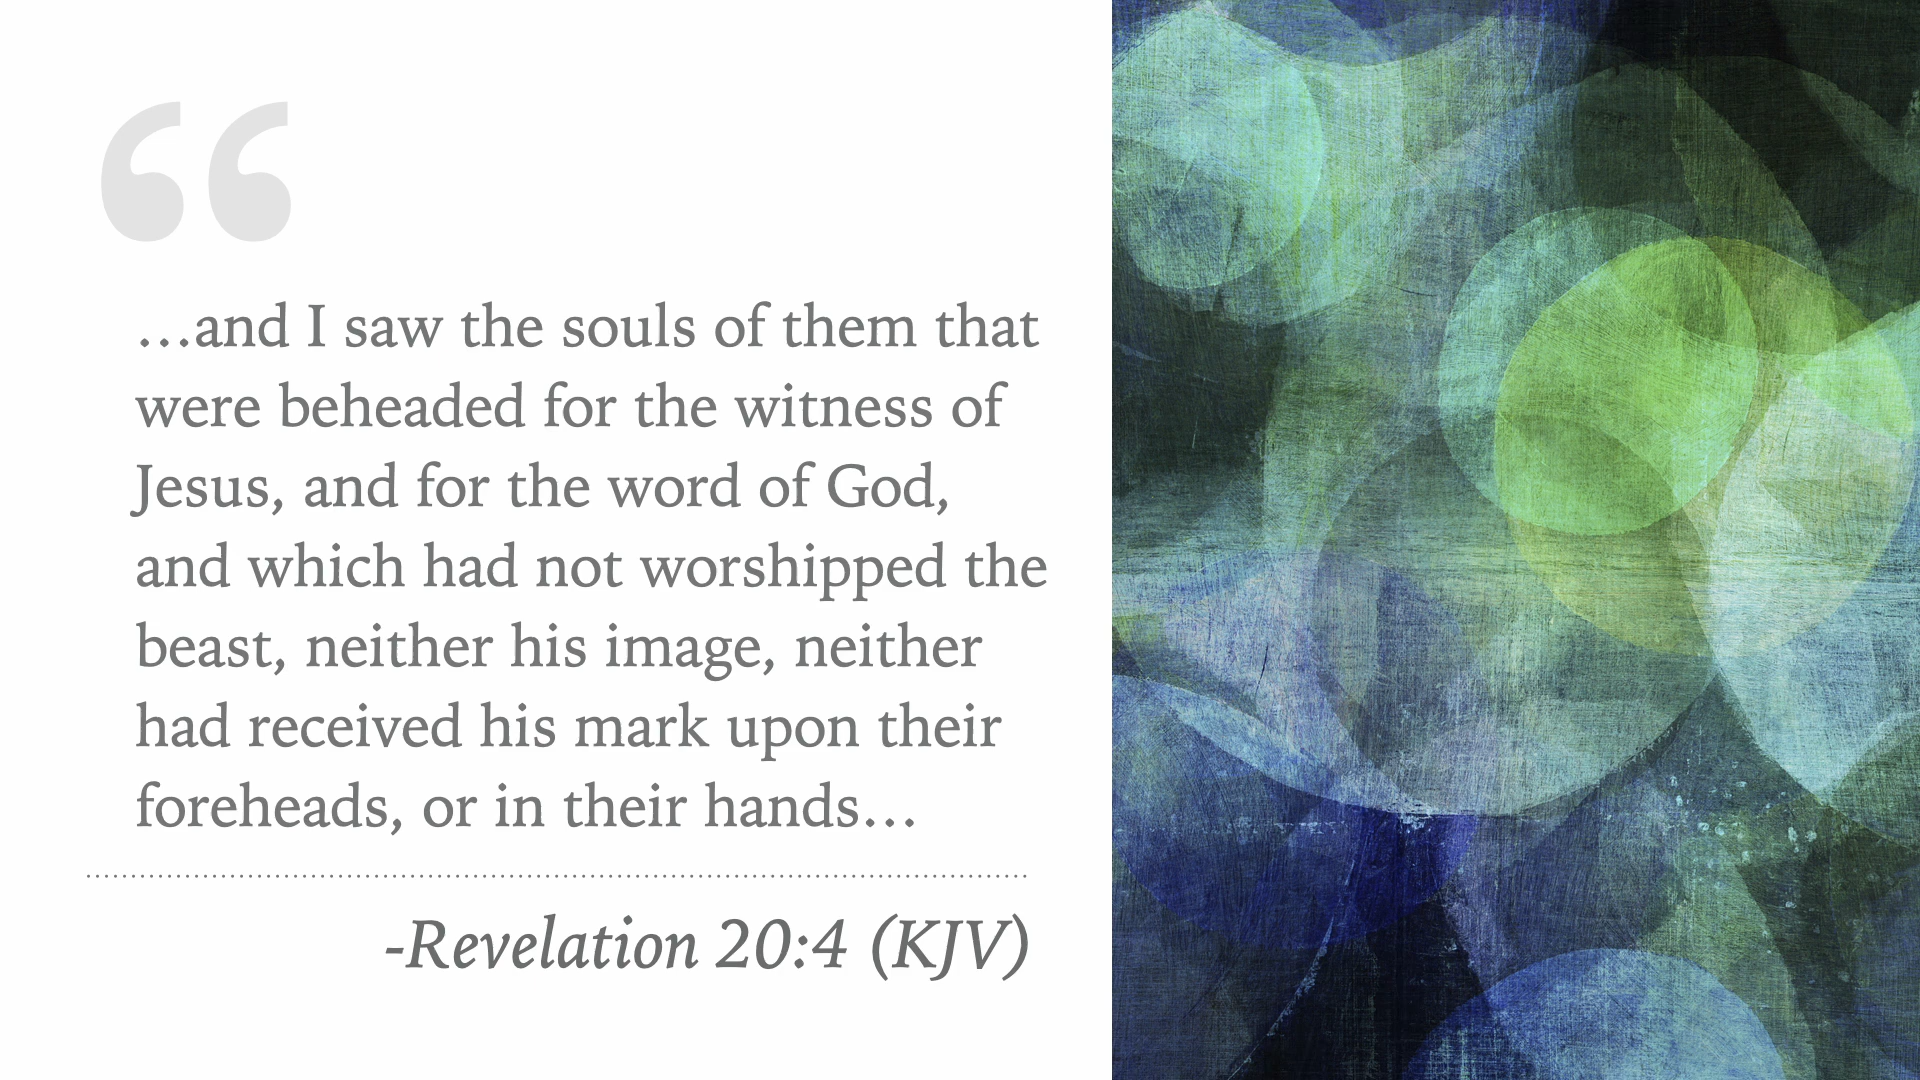 “
…and I saw the souls of them that
were beheaded for the witness of
Jesus, and for the word of God,
and which had not worshipped the
beast, neither his image, neither
had received his mark upon their
foreheads, or in their hands…
-Revelation 20:4 (KJV)